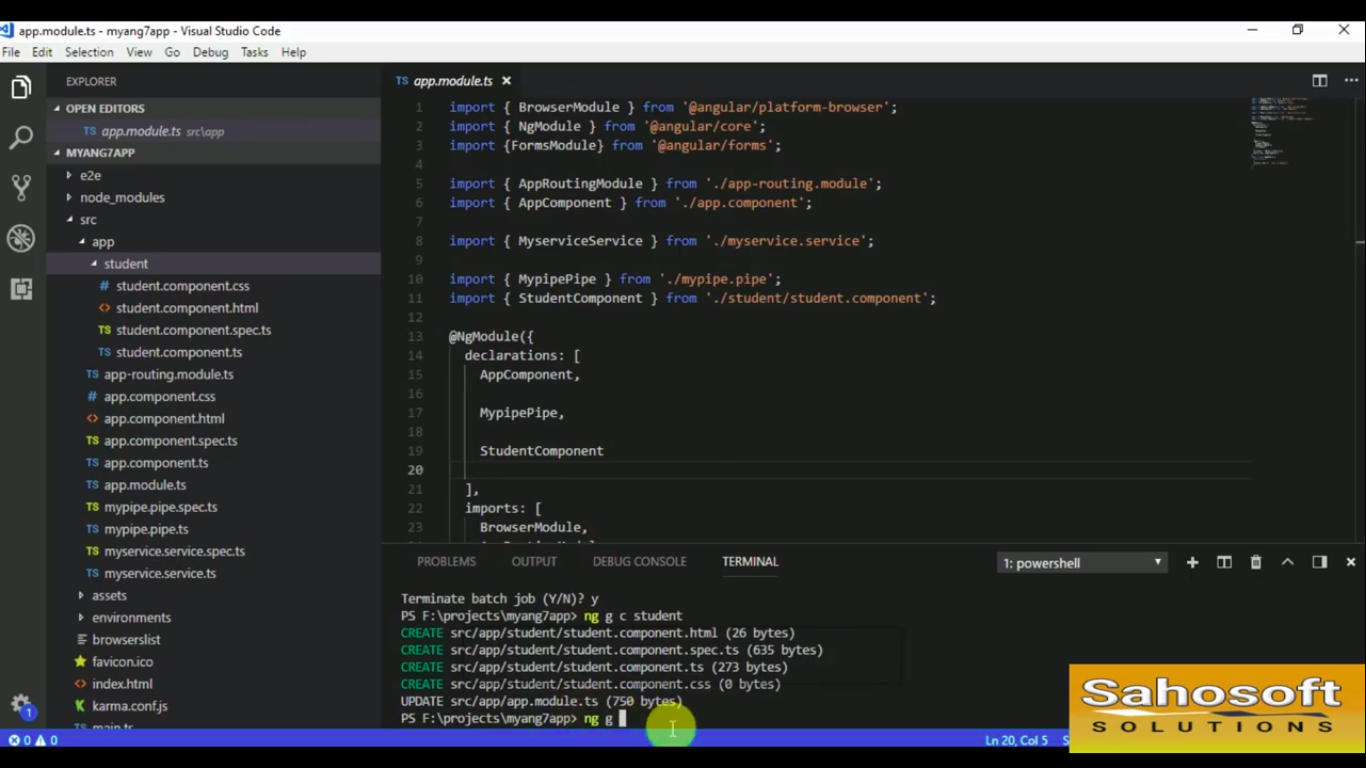 app.module.ts - myang7app - Visual Studio Code
File Edit Selection View Go Debug Tasks Help
EXPLORER
OPEN EDITORS
TS app.module.ts src\app
MYANG7APP
e2e
node_modules
src
app
student
# student.component.css
<> student.component.html
TS student.component.spec.ts
TS student.component.ts
TS app-routing.module.ts
# app.component.css
<> app.component.html
TS app.component.spec.ts
TS app.component.ts
TS app.module.ts
TS mypipe.pipe.spec.ts
TS mypipe.pipe.ts
TS myservice.service.spec.ts
TS myservice.service.ts
assets
environments
browserslist
favicon.ico
<> index.html
karma.conf.js
main.ts
TS app.module.ts
1 import { BrowserModule } from '@angular/platform-browser';
2 import { NgModule } from '@angular/core';
3 import {FormsModule} from '@angular/forms';
4
5 import { AppRoutingModule } from './app-routing.module';
6 import { AppComponent } from './app.component';
7
8 import { MyserviceService } from './myservice.service';
9
10 import { MypipePipe } from './mypipe.pipe';
11 import { StudentComponent } from './student/student.component';
12
13 @NgModule({
14 declarations: [
15 AppComponent,
16
17 MypipePipe,
18
19 StudentComponent
20
21 ],
22 imports: [
23 BrowserModule,
PROBLEMS OUTPUT DEBUG CONSOLE TERMINAL 1: powershell
Terminate batch job (Y/N)? y
PS F:\projects\myang7app> ng g c student
CREATE src/app/student/student.component.html (26 bytes)
CREATE src/app/student/student.component.spec.ts (635 bytes)
CREATE src/app/student/student.component.ts (273 bytes)
CREATE src/app/student/student.component.css (0 bytes)
UPDATE src/app/app.module.ts (750 bytes)
PS F:\projects\myang7app> ng g
1
0 0 Ln 20, Col 5
Sahosoft
SOLUTIONS